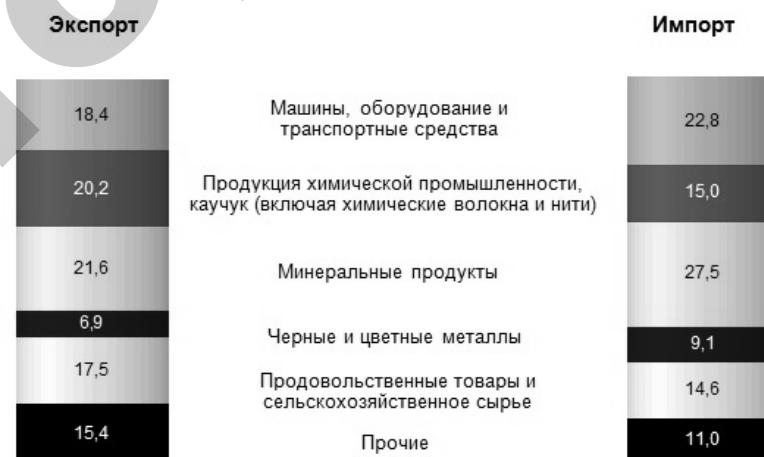 Экспорт
Импорт
18,4
Машины, оборудование и
транспортные средства
22,8
20,2
Продукция химической промышленности,
каучук (включая химические волокна и нити)
15,0
21,6
Минеральные продукты
27,5
6,9
Черные и цветные металлы
9,1
17,5
Продовольственные товары и
сельскохозяйственное сырье
14,6
15,4
Прочие
11,0